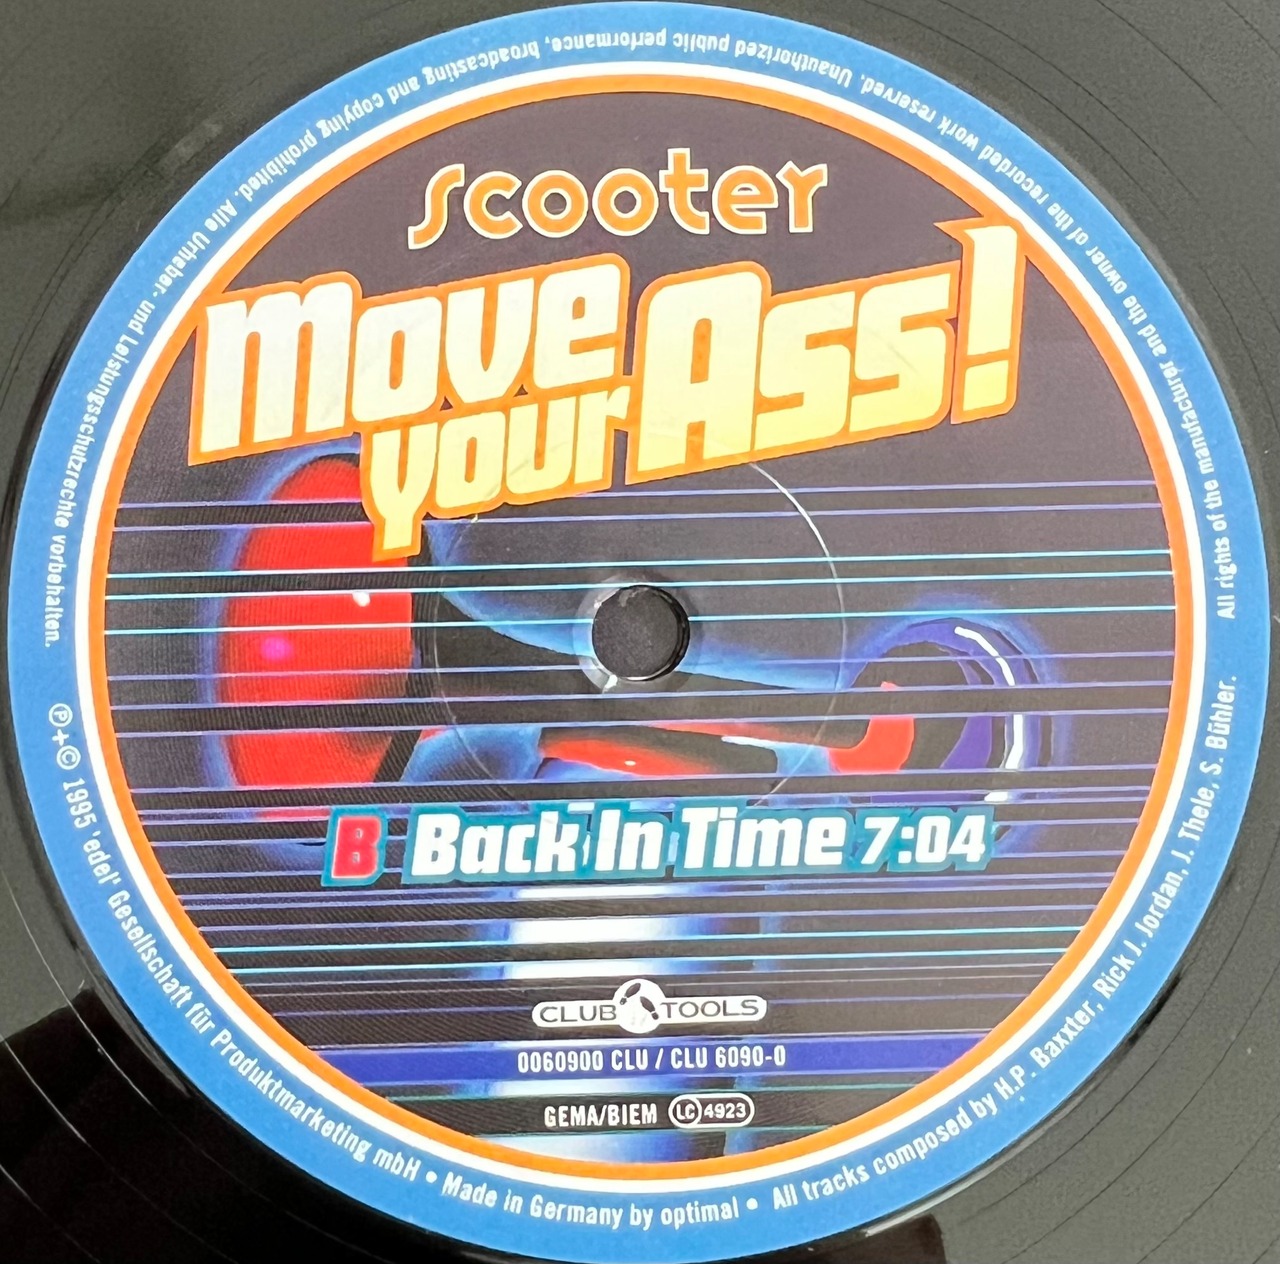 scooter
Move
your Ass!
B Back In Time 7:04
CLUB TOOLS
0060900 CLU / CLU 6090-0
GEMA/BIEM LC 4923
℗+© 1995 'edel' Gesellschaft für Produktmarketing mbH • Made in Germany by optimal • All tracks composed by H.P. Baxxter, Rick J. Jordan, J. Thele, S. Bühler.
All rights of the manufacturer and the owner of the recorded work reserved. Unauthorized public performance, broadcasting and copying prohibited. Alle Urheber- und Leistungsschutzrechte vorbehalten.